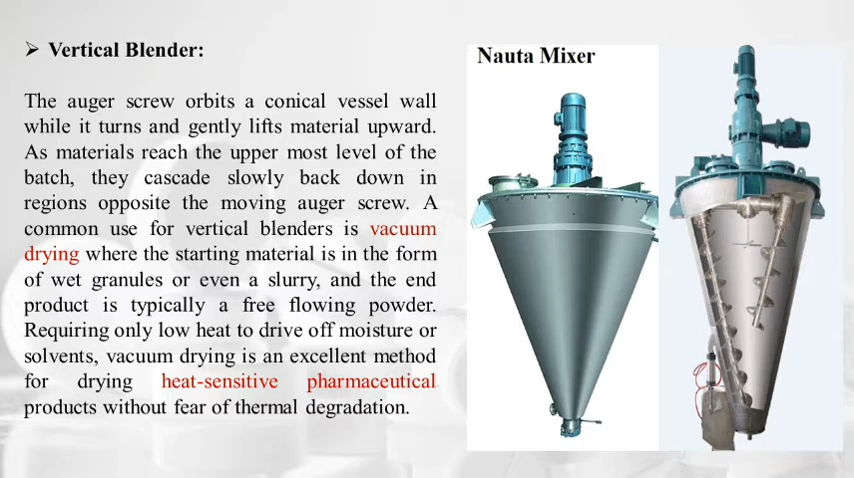 ➢ Vertical Blender:
The auger screw orbits a conical vessel wall
while it turns and gently lifts material upward.
As materials reach the upper most level of the
batch, they cascade slowly back down in
regions opposite the moving auger screw. A
common use for vertical blenders is vacuum
drying where the starting material is in the form
of wet granules or even a slurry, and the end
product is typically a free flowing powder.
Requiring only low heat to drive off moisture or
solvents, vacuum drying is an excellent method
for drying heat-sensitive pharmaceutical
products without fear of thermal degradation.
Nauta Mixer